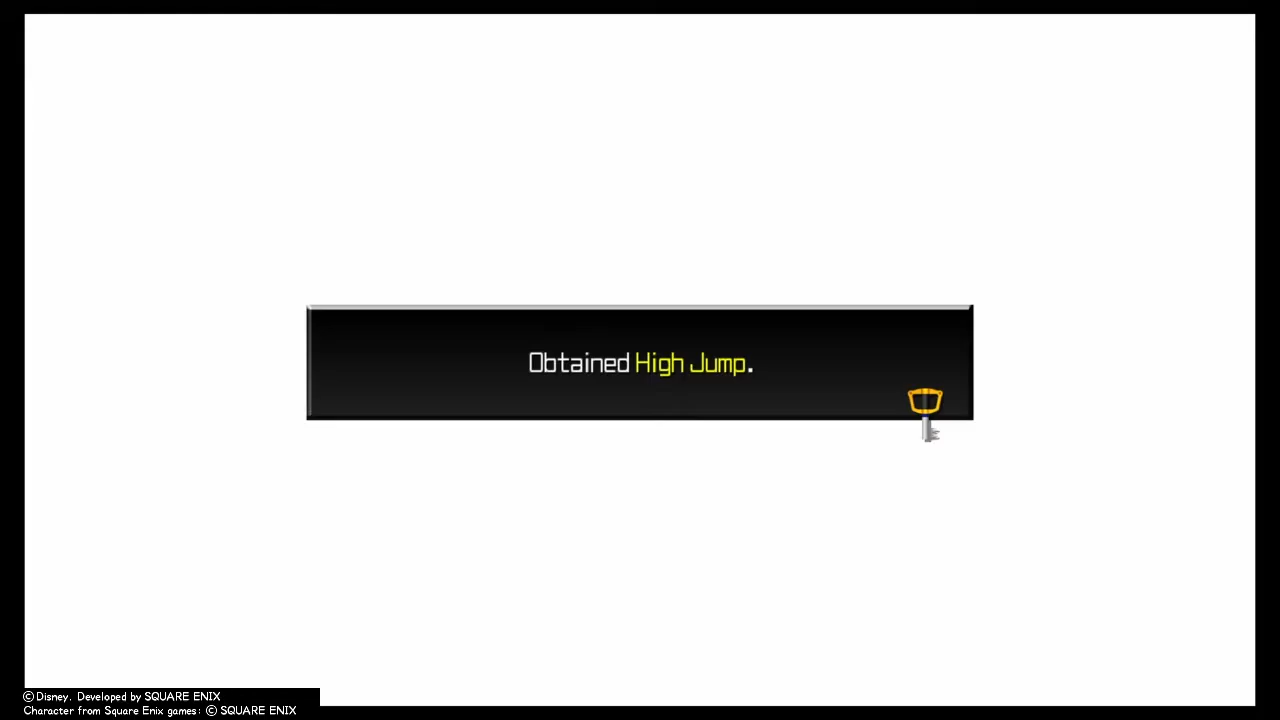 Obtained High Jump.
© Disney. Developed by SQUARE ENIX
Character from Square Enix games: © SQUARE ENIX